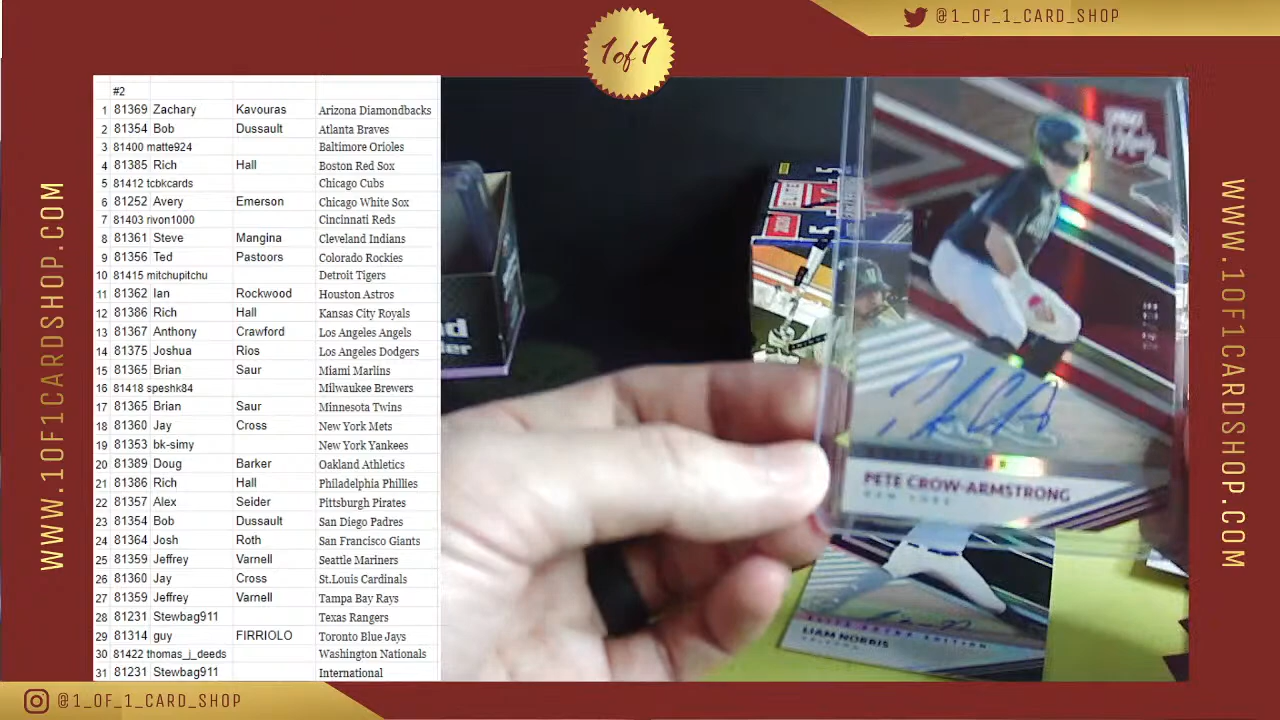 @1_OF_1_CARD_SHOP
1 of 1
#2
1 81369 Zachary Kavouras Arizona Diamondbacks
2 81354 Bob Dussault Atlanta Braves
3 81400 matte924 Baltimore Orioles
4 81385 Rich Hall Boston Red Sox
5 81412 tcbkcards Chicago Cubs
6 81252 Avery Emerson Chicago White Sox
7 81403 rivon1000 Cincinnati Reds
8 81361 Steve Mangina Cleveland Indians
9 81356 Ted Pastoors Colorado Rockies
10 81415 mitchupitchu Detroit Tigers
11 81362 Ian Rockwood Houston Astros
12 81386 Rich Hall Kansas City Royals
13 81367 Anthony Crawford Los Angeles Angels
14 81375 Joshua Rios Los Angeles Dodgers
15 81365 Brian Saur Miami Marlins
16 81418 speshk84 Milwaukee Brewers
17 81365 Brian Saur Minnesota Twins
18 81360 Jay Cross New York Mets
19 81353 bk-simy New York Yankees
20 81389 Doug Barker Oakland Athletics
21 81386 Rich Hall Philadelphia Phillies
22 81357 Alex Seider Pittsburgh Pirates
23 81354 Bob Dussault San Diego Padres
24 81364 Josh Roth San Francisco Giants
25 81359 Jeffrey Varnell Seattle Mariners
26 81360 Jay Cross St.Louis Cardinals
27 81359 Jeffrey Varnell Tampa Bay Rays
28 81231 Stewbag911 Texas Rangers
29 81314 guy FIRRIOLO Toronto Blue Jays
30 81422 thomas_j_deeds Washington Nationals
31 81231 Stewbag911 International
WWW.1OF1CARDSHOP.COM
ELITE
PETE CROW-ARMSTRONG
NEW YORK
ELITE EXTRA EDITION
LIAM NORRIS
WWW.1OF1CARDSHOP.COM
@1_OF_1_CARD_SHOP